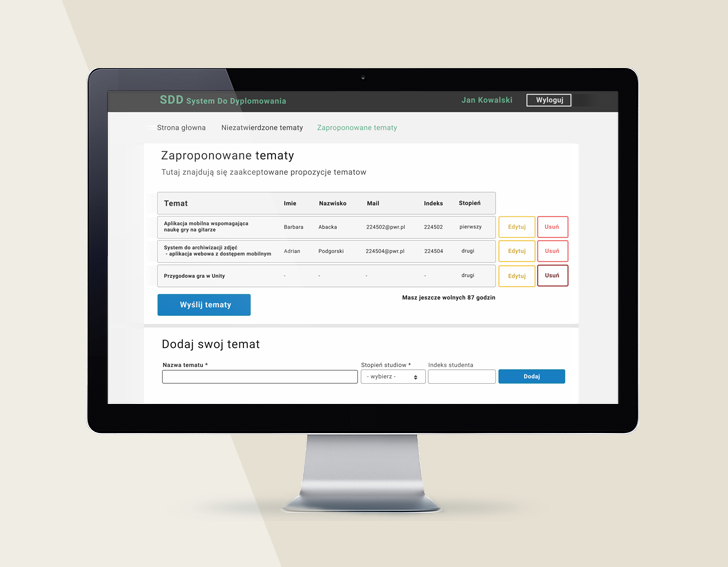 SDD System Do Dyplomowania
Jan Kowalski
Wyloguj
Strona głowna
Niezatwierdzone tematy
Zaproponowane tematy
Zaproponowane tematy
Tutaj znajdują się zaakceptowane propozycje tematow
Temat Imie Nazwisko Mail Indeks Stopień
Aplikacja mobilna wspomagająca
naukę gry na gitarze
Barbara Abacka 224502@pwr.pl 224502 pierwszy
Edytuj Usuń
System do archiwizacji zdjęć
- aplikacja webowa z dostępem mobilnym
Adrian Podgorski 224504@pwr.pl 224504 drugi
Edytuj Usuń
Przygodowa gra w Unity - - - - drugi
Edytuj Usuń
Wyślij tematy
Masz jeszcze wolnych 87 godzin
Dodaj swoj temat
Nazwa tematu * Stopień studiow * Indeks studenta
- wybierz -
Dodaj